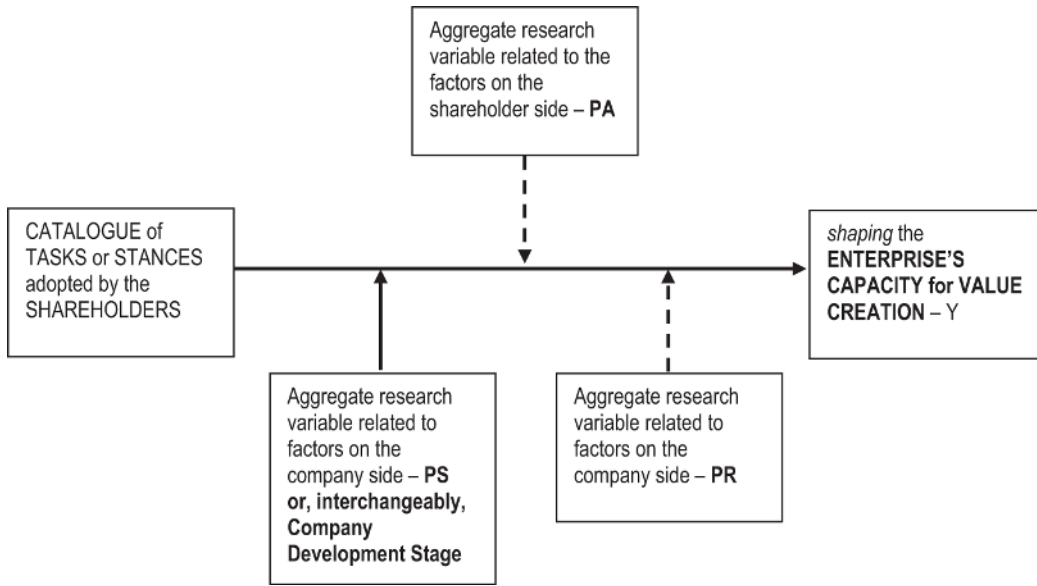 Aggregate research
variable related to the
factors on the
shareholder side – PA
CATALOGUE of
TASKS or STANCES
adopted by the
SHAREHOLDERS
shaping the
ENTERPRISE'S
CAPACITY for VALUE
CREATION – Y
Aggregate research
variable related to
factors on the
company side – PS
or, interchangeably,
Company
Development Stage
Aggregate research
variable related to
factors on the
company side – PR